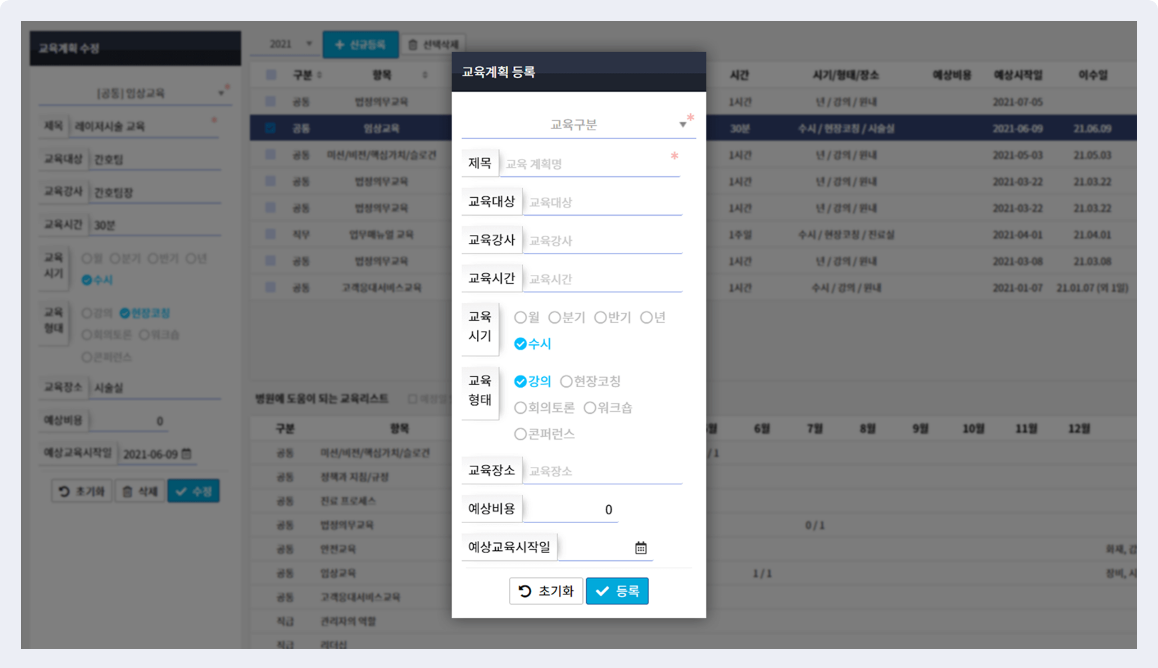 교육계획 수정
[공통] 임상교육 *
제목 레이저시술 교육 *
교육대상 간호팀
교육강사 간호팀장
교육시간 30분
교육
시기
월 분기 반기 년
수시
교육
형태
강의 현장코칭
회의토론 워크숍
콘퍼런스
교육장소 시술실
예상비용 0
예상교육시작일 2021-06-09
초기화 삭제 수정
2021 신규등록 선택삭제
구분 항목 시간 시기/형태/장소 예상비용 예상시작일 이수일
공통 법정의무교육 1시간 년 / 강의 / 원내 2021-07-05
공통 임상교육 30분 수시 / 현장코칭 / 시술실 2021-06-09 21.06.09
공통 미션/비전/핵심가치/슬로건 1시간 년 / 강의 / 원내 2021-05-03 21.05.03
공통 법정의무교육 1시간 년 / 강의 / 원내 2021-03-22 21.03.22
공통 법정의무교육 1시간 년 / 강의 / 원내 2021-03-22 21.03.22
직무 업무매뉴얼 교육 1주일 수시 / 현장코칭 / 진료실 2021-04-01 21.04.01
공통 법정의무교육 1시간 년 / 강의 / 원내 2021-03-08 21.03.08
공통 고객응대서비스교육 1시간 수시 / 강의 / 원내 2021-01-07 21.01.07 (외 1일)
교육계획 등록
교육구분 *
제목 교육 계획명 *
교육대상 교육대상
교육강사 교육강사
교육시간 교육시간
교육
시기
월 분기 반기 년
수시
교육
형태
강의 현장코칭
회의토론 워크숍
콘퍼런스
교육장소 교육장소
예상비용 0
예상교육시작일
초기화 등록
병원에 도움이 되는 교육리스트
구분 항목 6월 7월 8월 9월 10월 11월 12월
공통 미션/비전/핵심가치/슬로건 / 1
공통 정책과 지침/규정
공통 진료 프로세스
공통 법정의무교육 0 / 1
공통 안전교육 화재,
공통 임상교육 1 / 1 장비,
공통 고객응대서비스교육
직급 관리자의 역할
직급 리더십